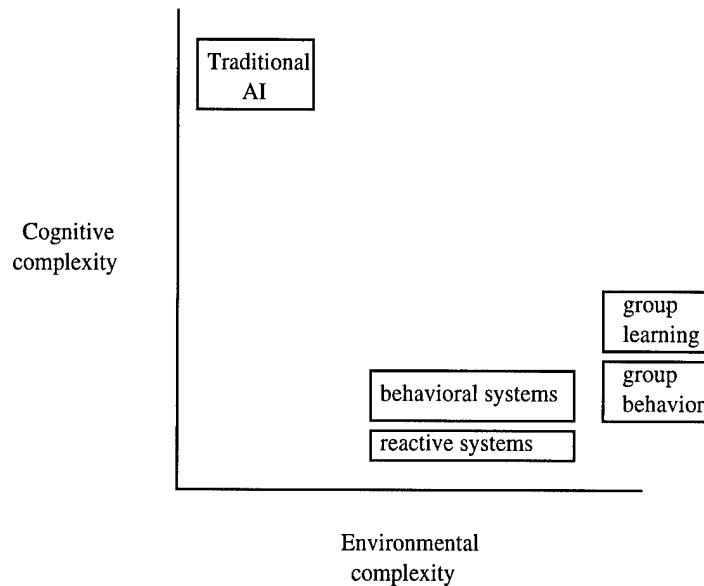 Traditional
AI
Cognitive
complexity
group
learning
group
behavior
behavioral systems
reactive systems
Environmental
complexity